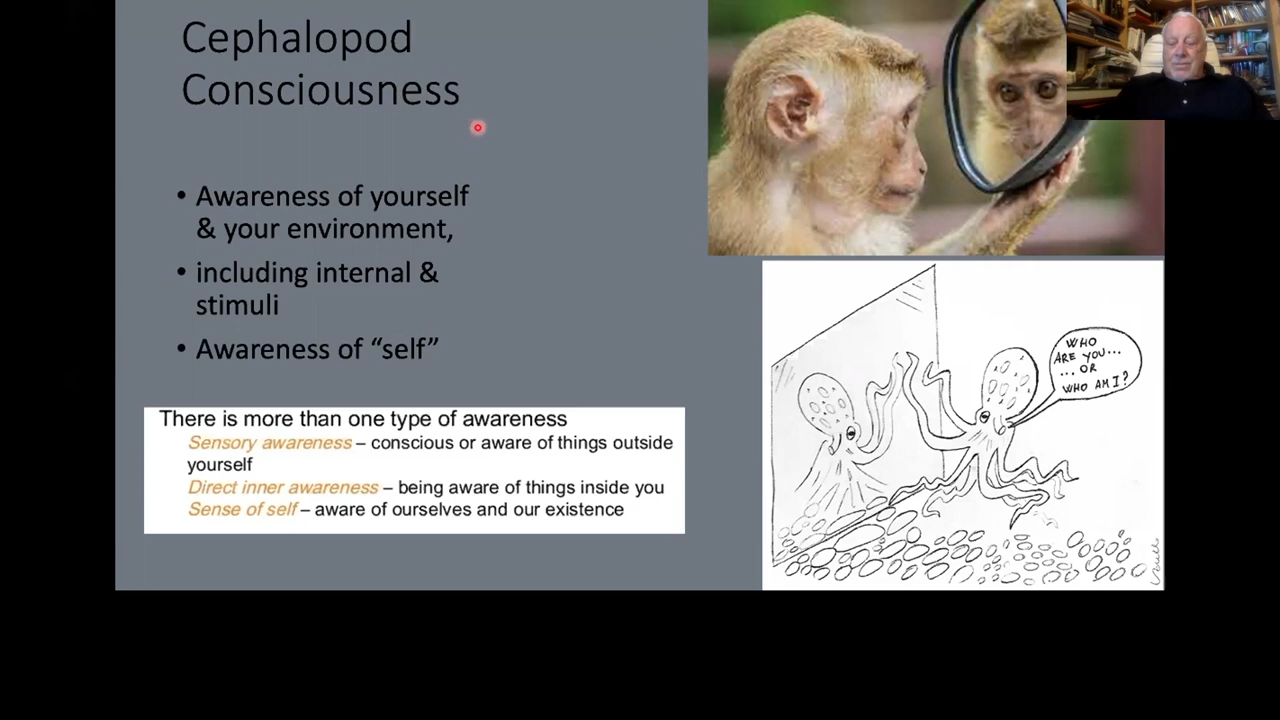 Cephalopod
Consciousness
• Awareness of yourself
& your environment,
• including internal &
stimuli
• Awareness of “self”
There is more than one type of awareness
Sensory awareness – conscious or aware of things outside
yourself
Direct inner awareness – being aware of things inside you
Sense of self – aware of ourselves and our existence
WHO
ARE YOU...
... OR
WHO AM I?